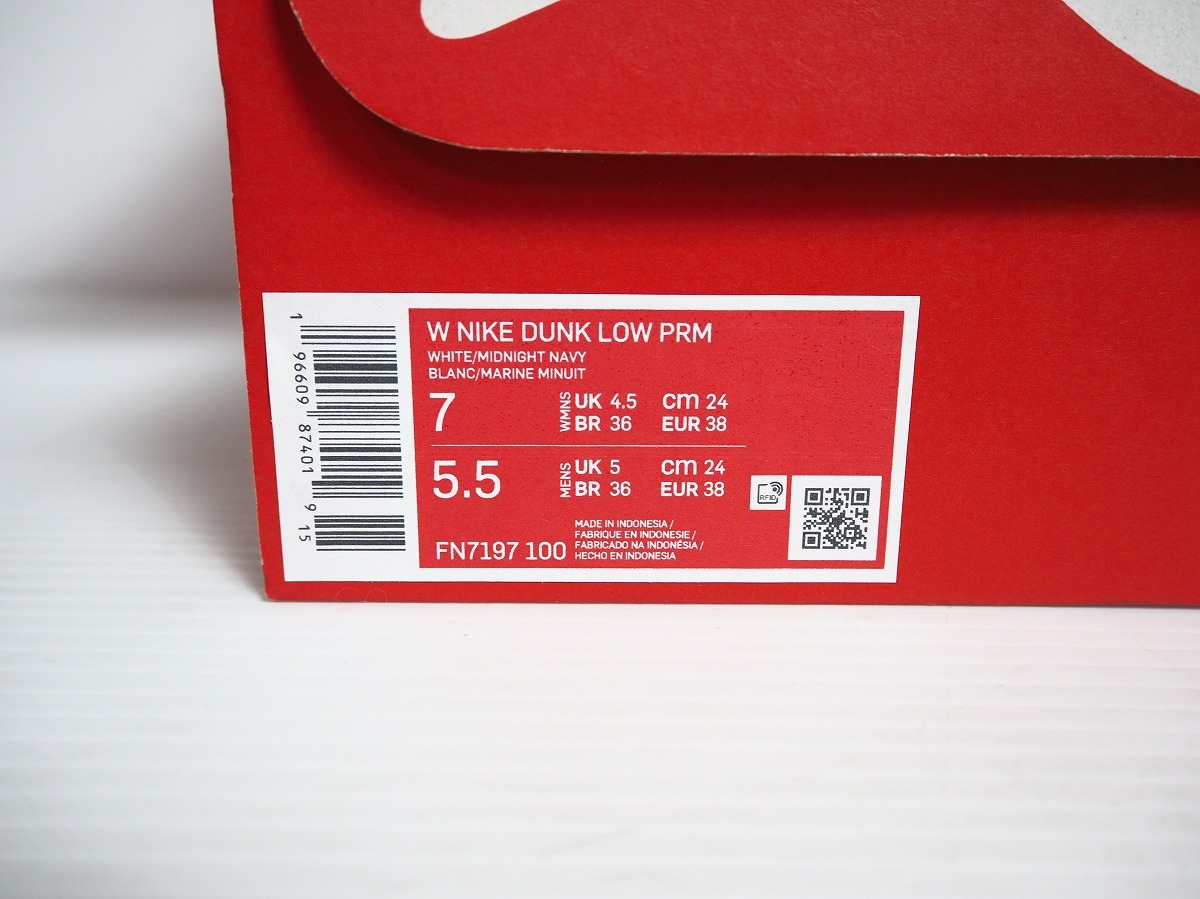 W NIKE DUNK LOW PRM
WHITE/MIDNIGHT NAVY
BLANC/MARINE MINUIT
7 WMNS UK 4.5 cm 24
BR 36 EUR 38
5.5 MENS UK 5 cm 24
BR 36 EUR 38
RFID
FN7197 100
MADE IN INDONESIA /
FABRIQUE EN INDONESIE /
FABRICADO NA INDONÉSIA /
HECHO EN INDONESIA
1 96609 87401 9 15